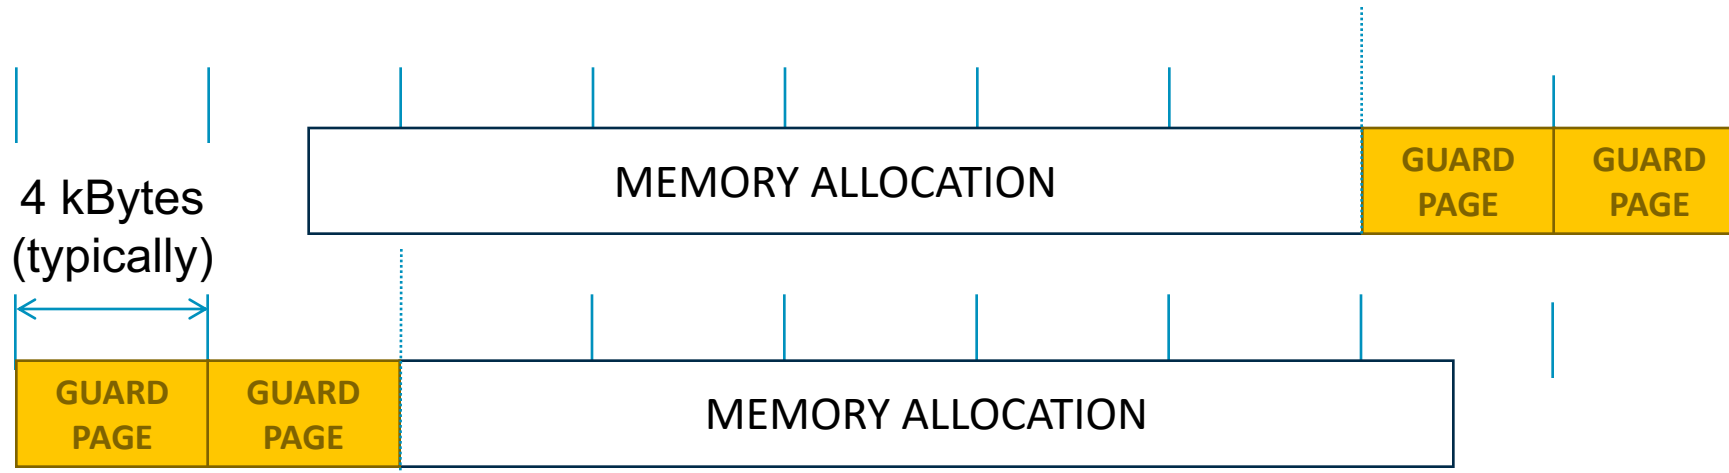 MEMORY ALLOCATION
GUARD
PAGE
GUARD
PAGE
4 kBytes
(typically)
GUARD
PAGE
GUARD
PAGE
MEMORY ALLOCATION